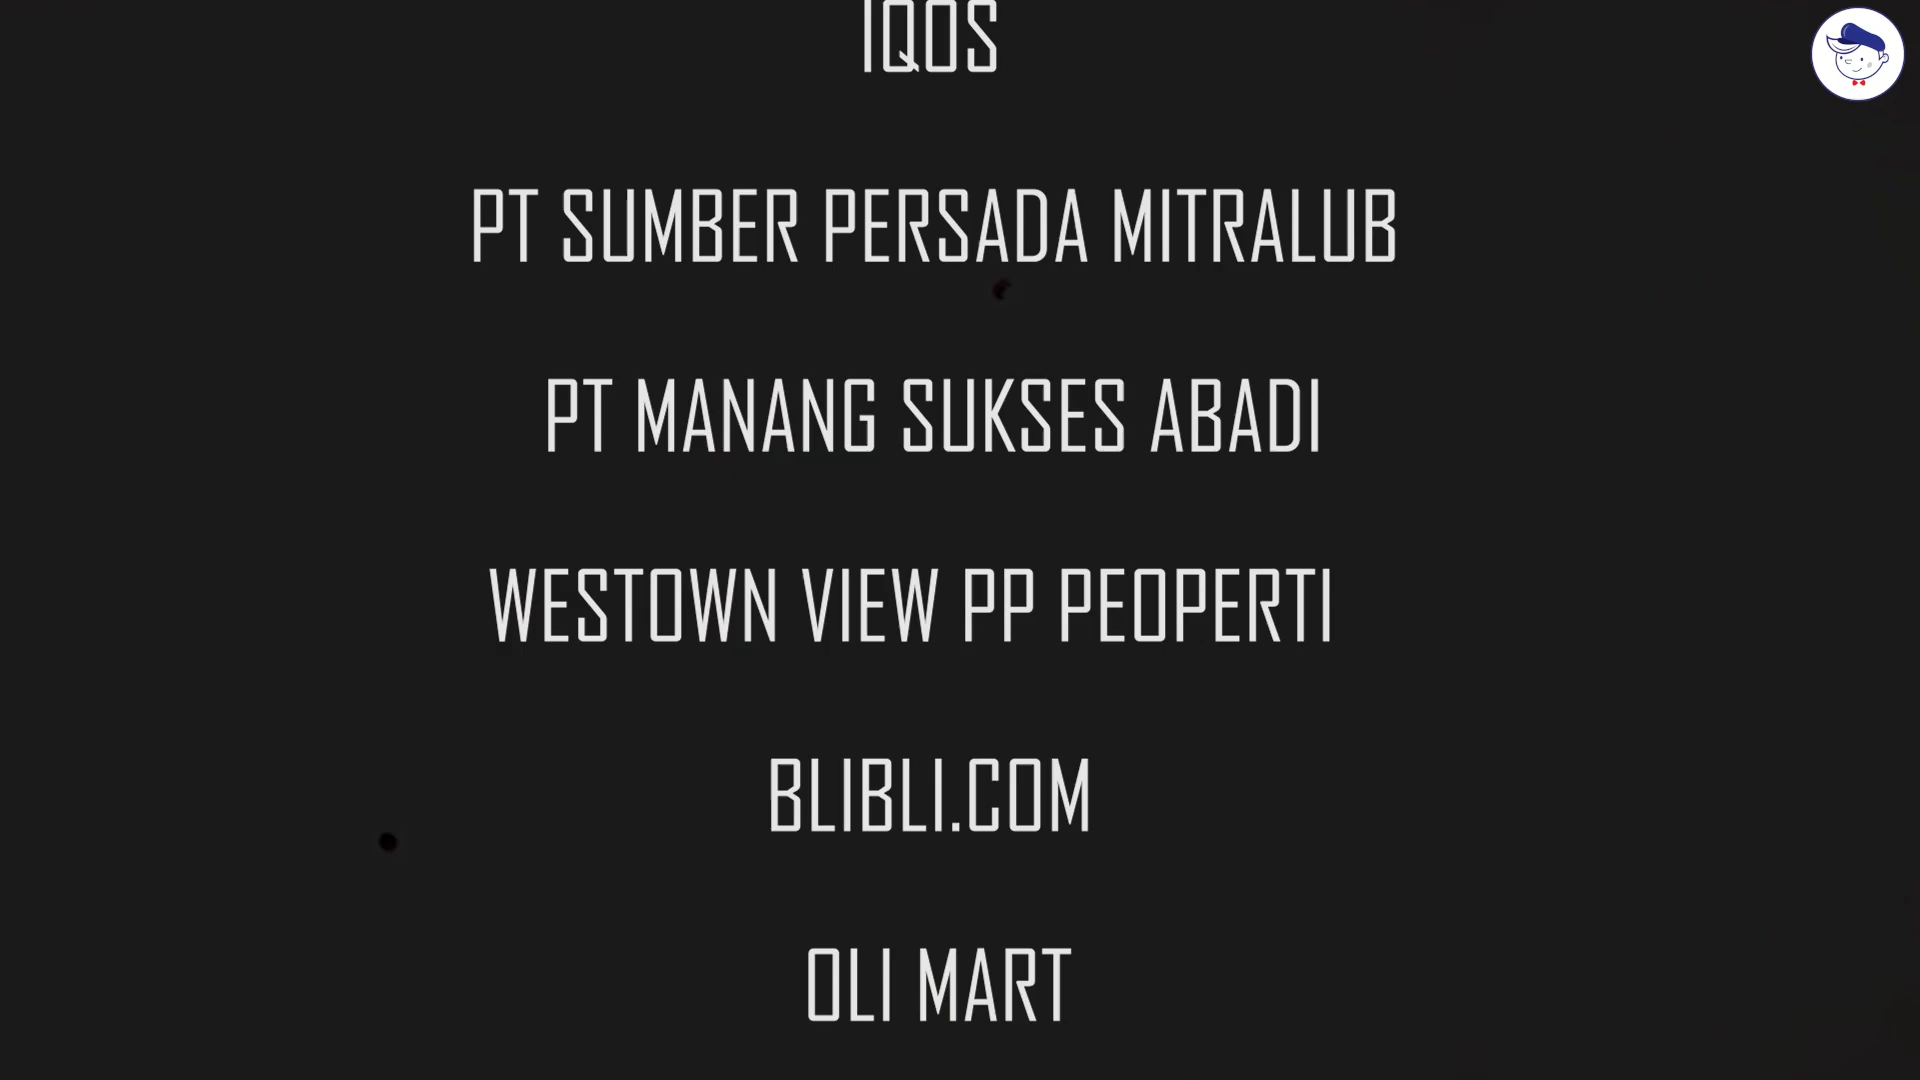 IQOS
PT SUMBER PERSADA MITRALUB
PT MANANG SUKSES ABADI
WESTOWN VIEW PP PEOPERTI
BLIBLI.COM
OLI MART